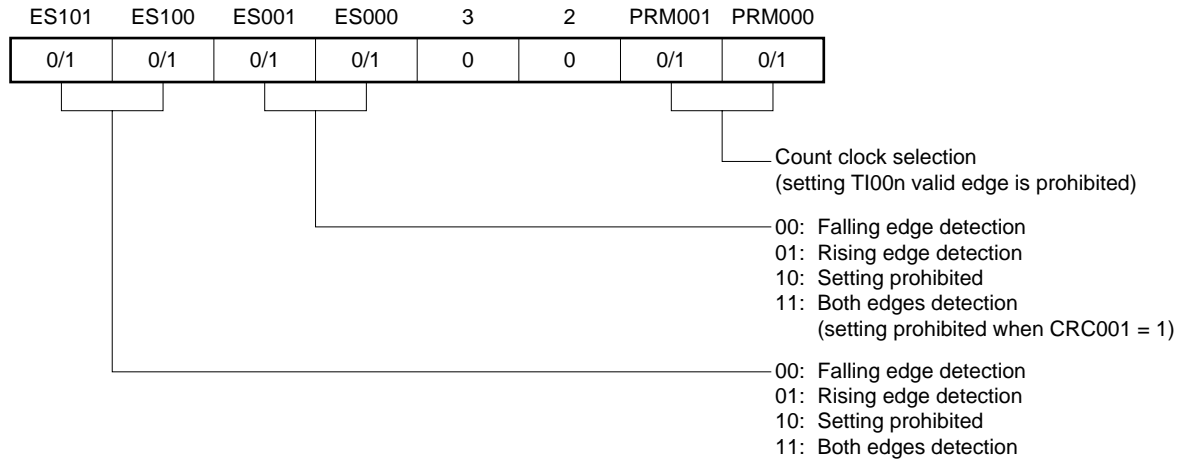 ES101 ES100 ES001 ES000 3 2 PRM001 PRM000
0/1 0/1 0/1 0/1 0 0 0/1 0/1
Count clock selection
(setting TI00n valid edge is prohibited)
00: Falling edge detection
01: Rising edge detection
10: Setting prohibited
11: Both edges detection
(setting prohibited when CRC001 = 1)
00: Falling edge detection
01: Rising edge detection
10: Setting prohibited
11: Both edges detection